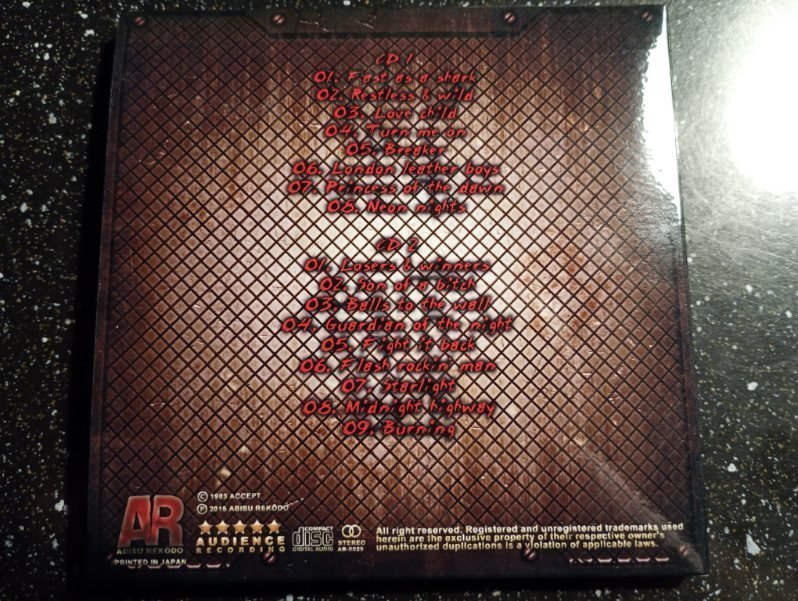 CD 1
01. Fast as a shark
02. Restless & wild
03. Love child
04. Turn me on
05. Breaker
06. London leather boys
07. Princess of the dawn
08. Neon nights
CD 2
01. Losers & winners
02. Son of a bitch
03. Balls to the wall
04. Guardian of the night
05. Fight it back
06. Flash rockin' man
07. Starlight
08. Midnight highway
09. Burning
AR
ABISU REKÖDO
PRINTED IN JAPAN
© 1983 ACCEPT
℗ 2015 ABISU REKÖDO
AUDIENCE
RECORDING
COMPACT
disc
DIGITAL AUDIO
STEREO
AR-0020
All right reserved. Registered and unregistered trademarks used
herein are the exclusive property of their respective owner's
unauthorized duplications is a violation of applicable laws.